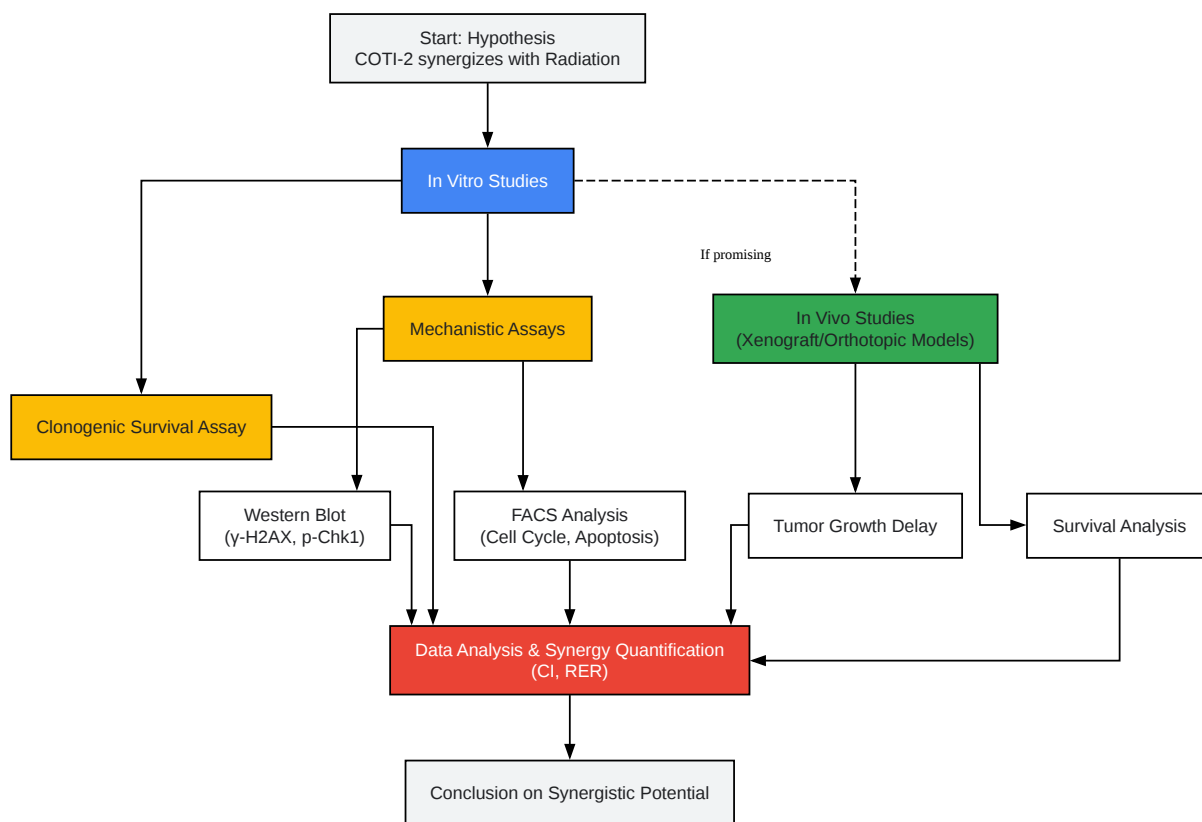 Start: Hypothesis
COTI-2 synergizes with Radiation
In Vitro Studies
If promising
Mechanistic Assays
In Vivo Studies
(Xenograft/Orthotopic Models)
Clonogenic Survival Assay
Western Blot
(γ-H2AX, p-Chk1)
FACS Analysis
(Cell Cycle, Apoptosis)
Tumor Growth Delay
Survival Analysis
Data Analysis & Synergy Quantification
(CI, RER)
Conclusion on Synergistic Potential